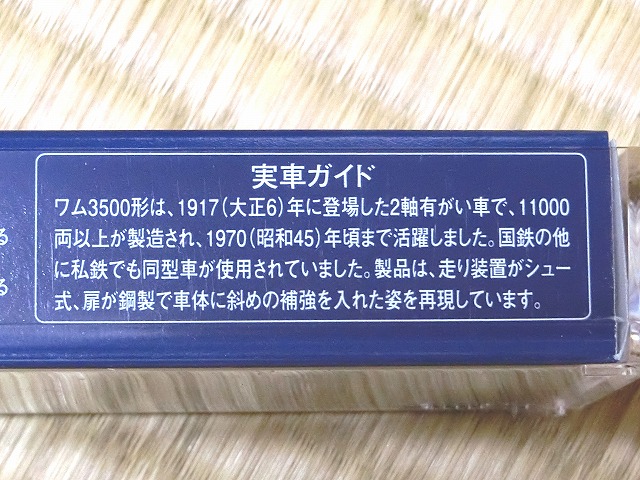 実車ガイド
ワム3500形は、1917(大正6)年に登場した2軸有がい車で、11000
両以上が製造され、1970(昭和45)年頃まで活躍しました。国鉄の他
に私鉄でも同型車が使用されていました。製品は、走り装置がシュー
式、扉が鋼製で車体に斜めの補強を入れた姿を再現しています。
る
る